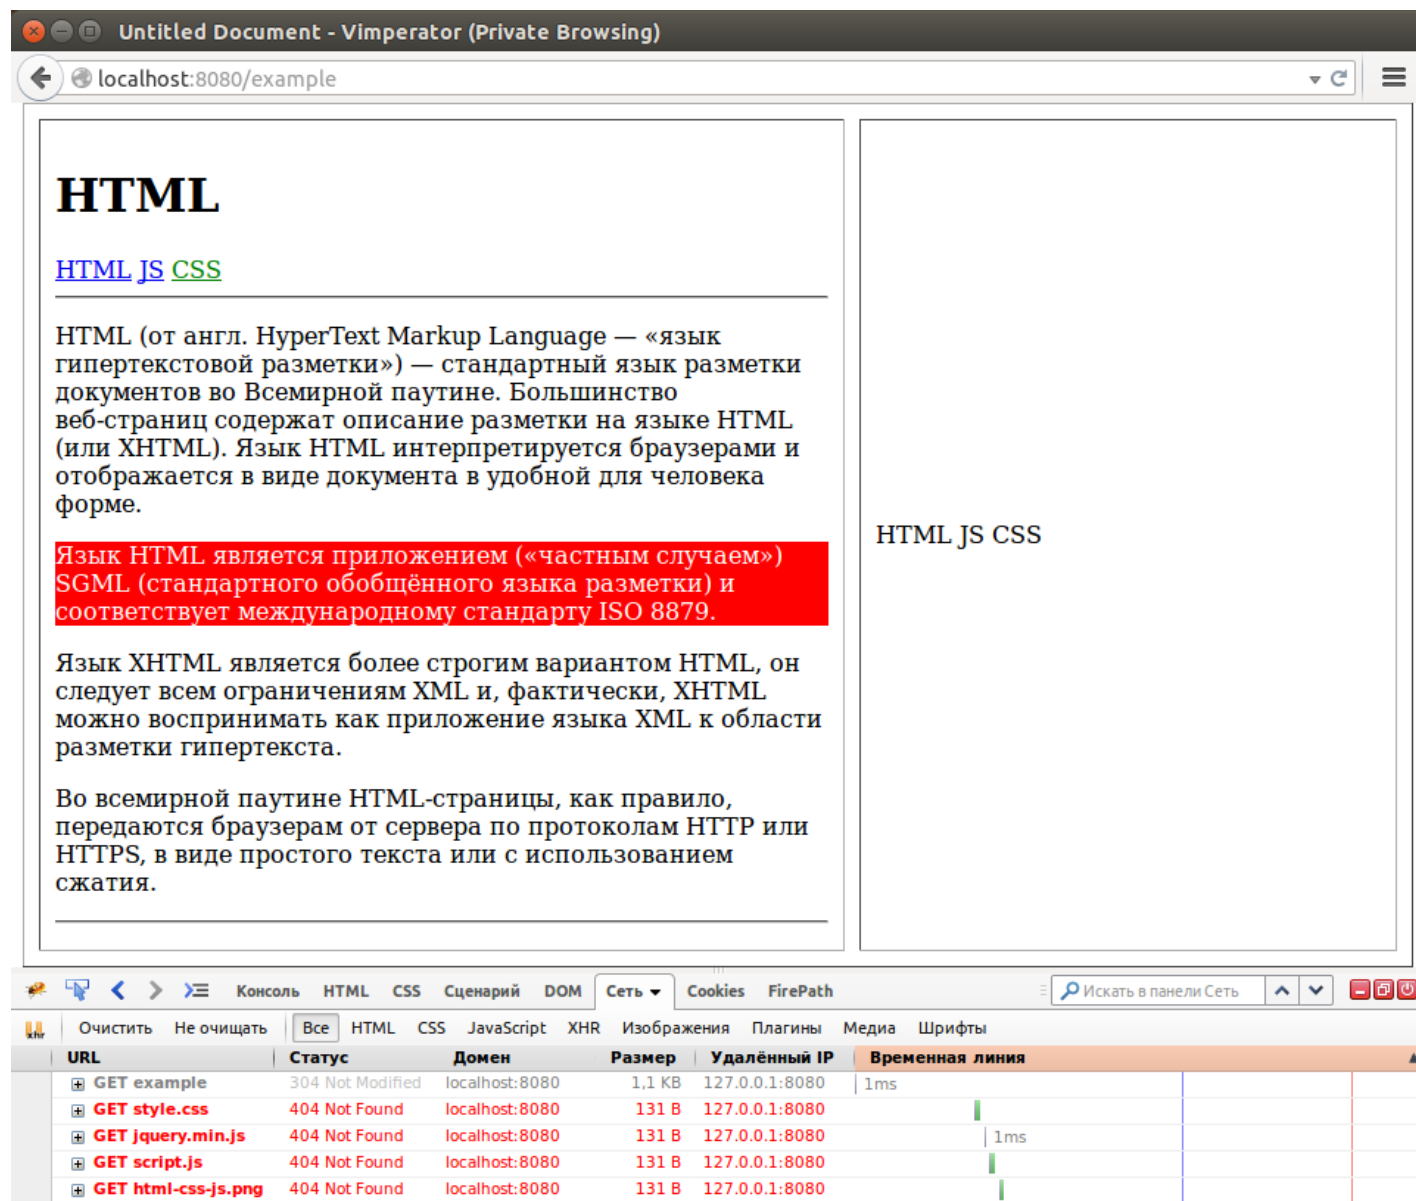 Untitled Document - Vimperator (Private Browsing)
localhost:8080/example
HTML
HTML JS CSS
HTML (от англ. HyperText Markup Language — «язык
гипертекстовой разметки») — стандартный язык разметки
документов во Всемирной паутине. Большинство
веб-страниц содержат описание разметки на языке HTML
(или XHTML). Язык HTML интерпретируется браузерами и
отображается в виде документа в удобной для человека
форме.
Язык HTML является приложением («частным случаем»)
SGML (стандартного обобщённого языка разметки) и
соответствует международному стандарту ISO 8879.
Язык XHTML является более строгим вариантом HTML, он
следует всем ограничениям XML и, фактически, XHTML
можно воспринимать как приложение языка XML к области
разметки гипертекста.
Во всемирной паутине HTML-страницы, как правило,
передаются браузерам от сервера по протоколам HTTP или
HTTPS, в виде простого текста или с использованием
сжатия.
HTML JS CSS
Консоль HTML CSS Сценарий DOM Сеть Cookies FirePath Искать в панели Сеть
xhr Очистить Не очищать Все HTML CSS JavaScript XHR Изображения Плагины Медиа Шрифты
URL Статус Домен Размер Удалённый IP Временная линия
GET example 304 Not Modified localhost:8080 1,1 KB 127.0.0.1:8080 1ms
GET style.css 404 Not Found localhost:8080 131 B 127.0.0.1:8080
GET jquery.min.js 404 Not Found localhost:8080 131 B 127.0.0.1:8080 1ms
GET script.js 404 Not Found localhost:8080 131 B 127.0.0.1:8080
GET html-css-js.png 404 Not Found localhost:8080 131 B 127.0.0.1:8080